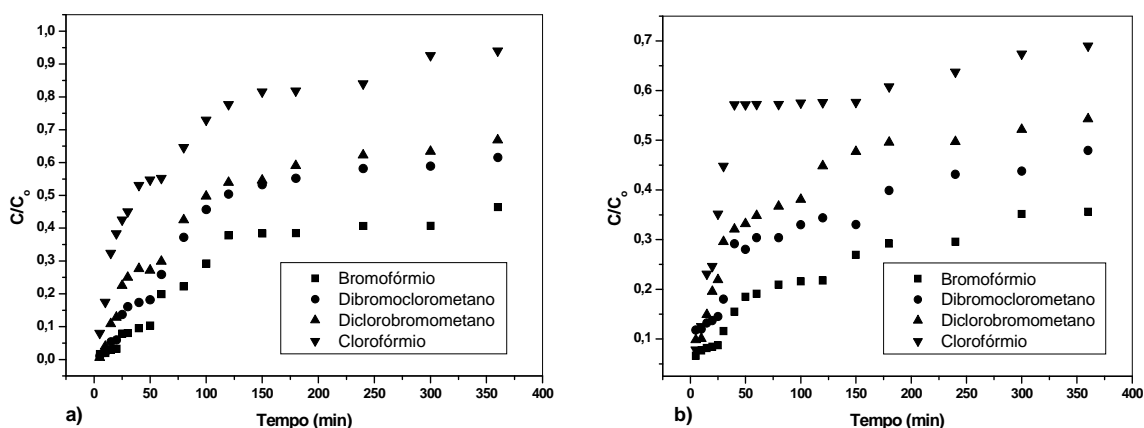 1,0
0,9
0,8
0,7
0,6
0,5
0,4
0,3
0,2
0,1
0,0
C/C₀
Bromofórmio
Dibromoclorometano
Diclorobromometano
Clorofórmio
0 50 100 150 200 250 300 350 400
a)
Tempo (min)
0,7
0,6
0,5
0,4
0,3
0,2
0,1
C/C₀
Bromofórmio
Dibromoclorometano
Diclorobromometano
Clorofórmio
0 50 100 150 200 250 300 350 400
b)
Tempo (min)